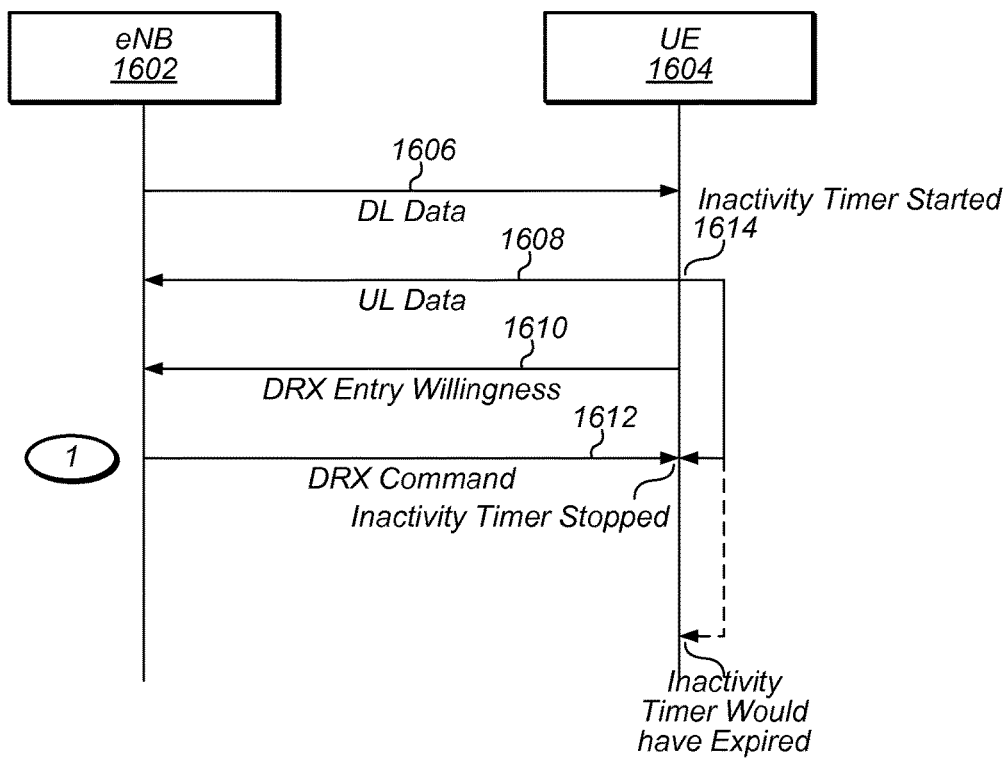 eNB
1602
UE
1604
1606
DL Data
Inactivity Timer Started
1614
1608
UL Data
1610
DRX Entry Willingness
1
1612
DRX Command
Inactivity Timer Stopped
Inactivity
Timer Would
have Expired